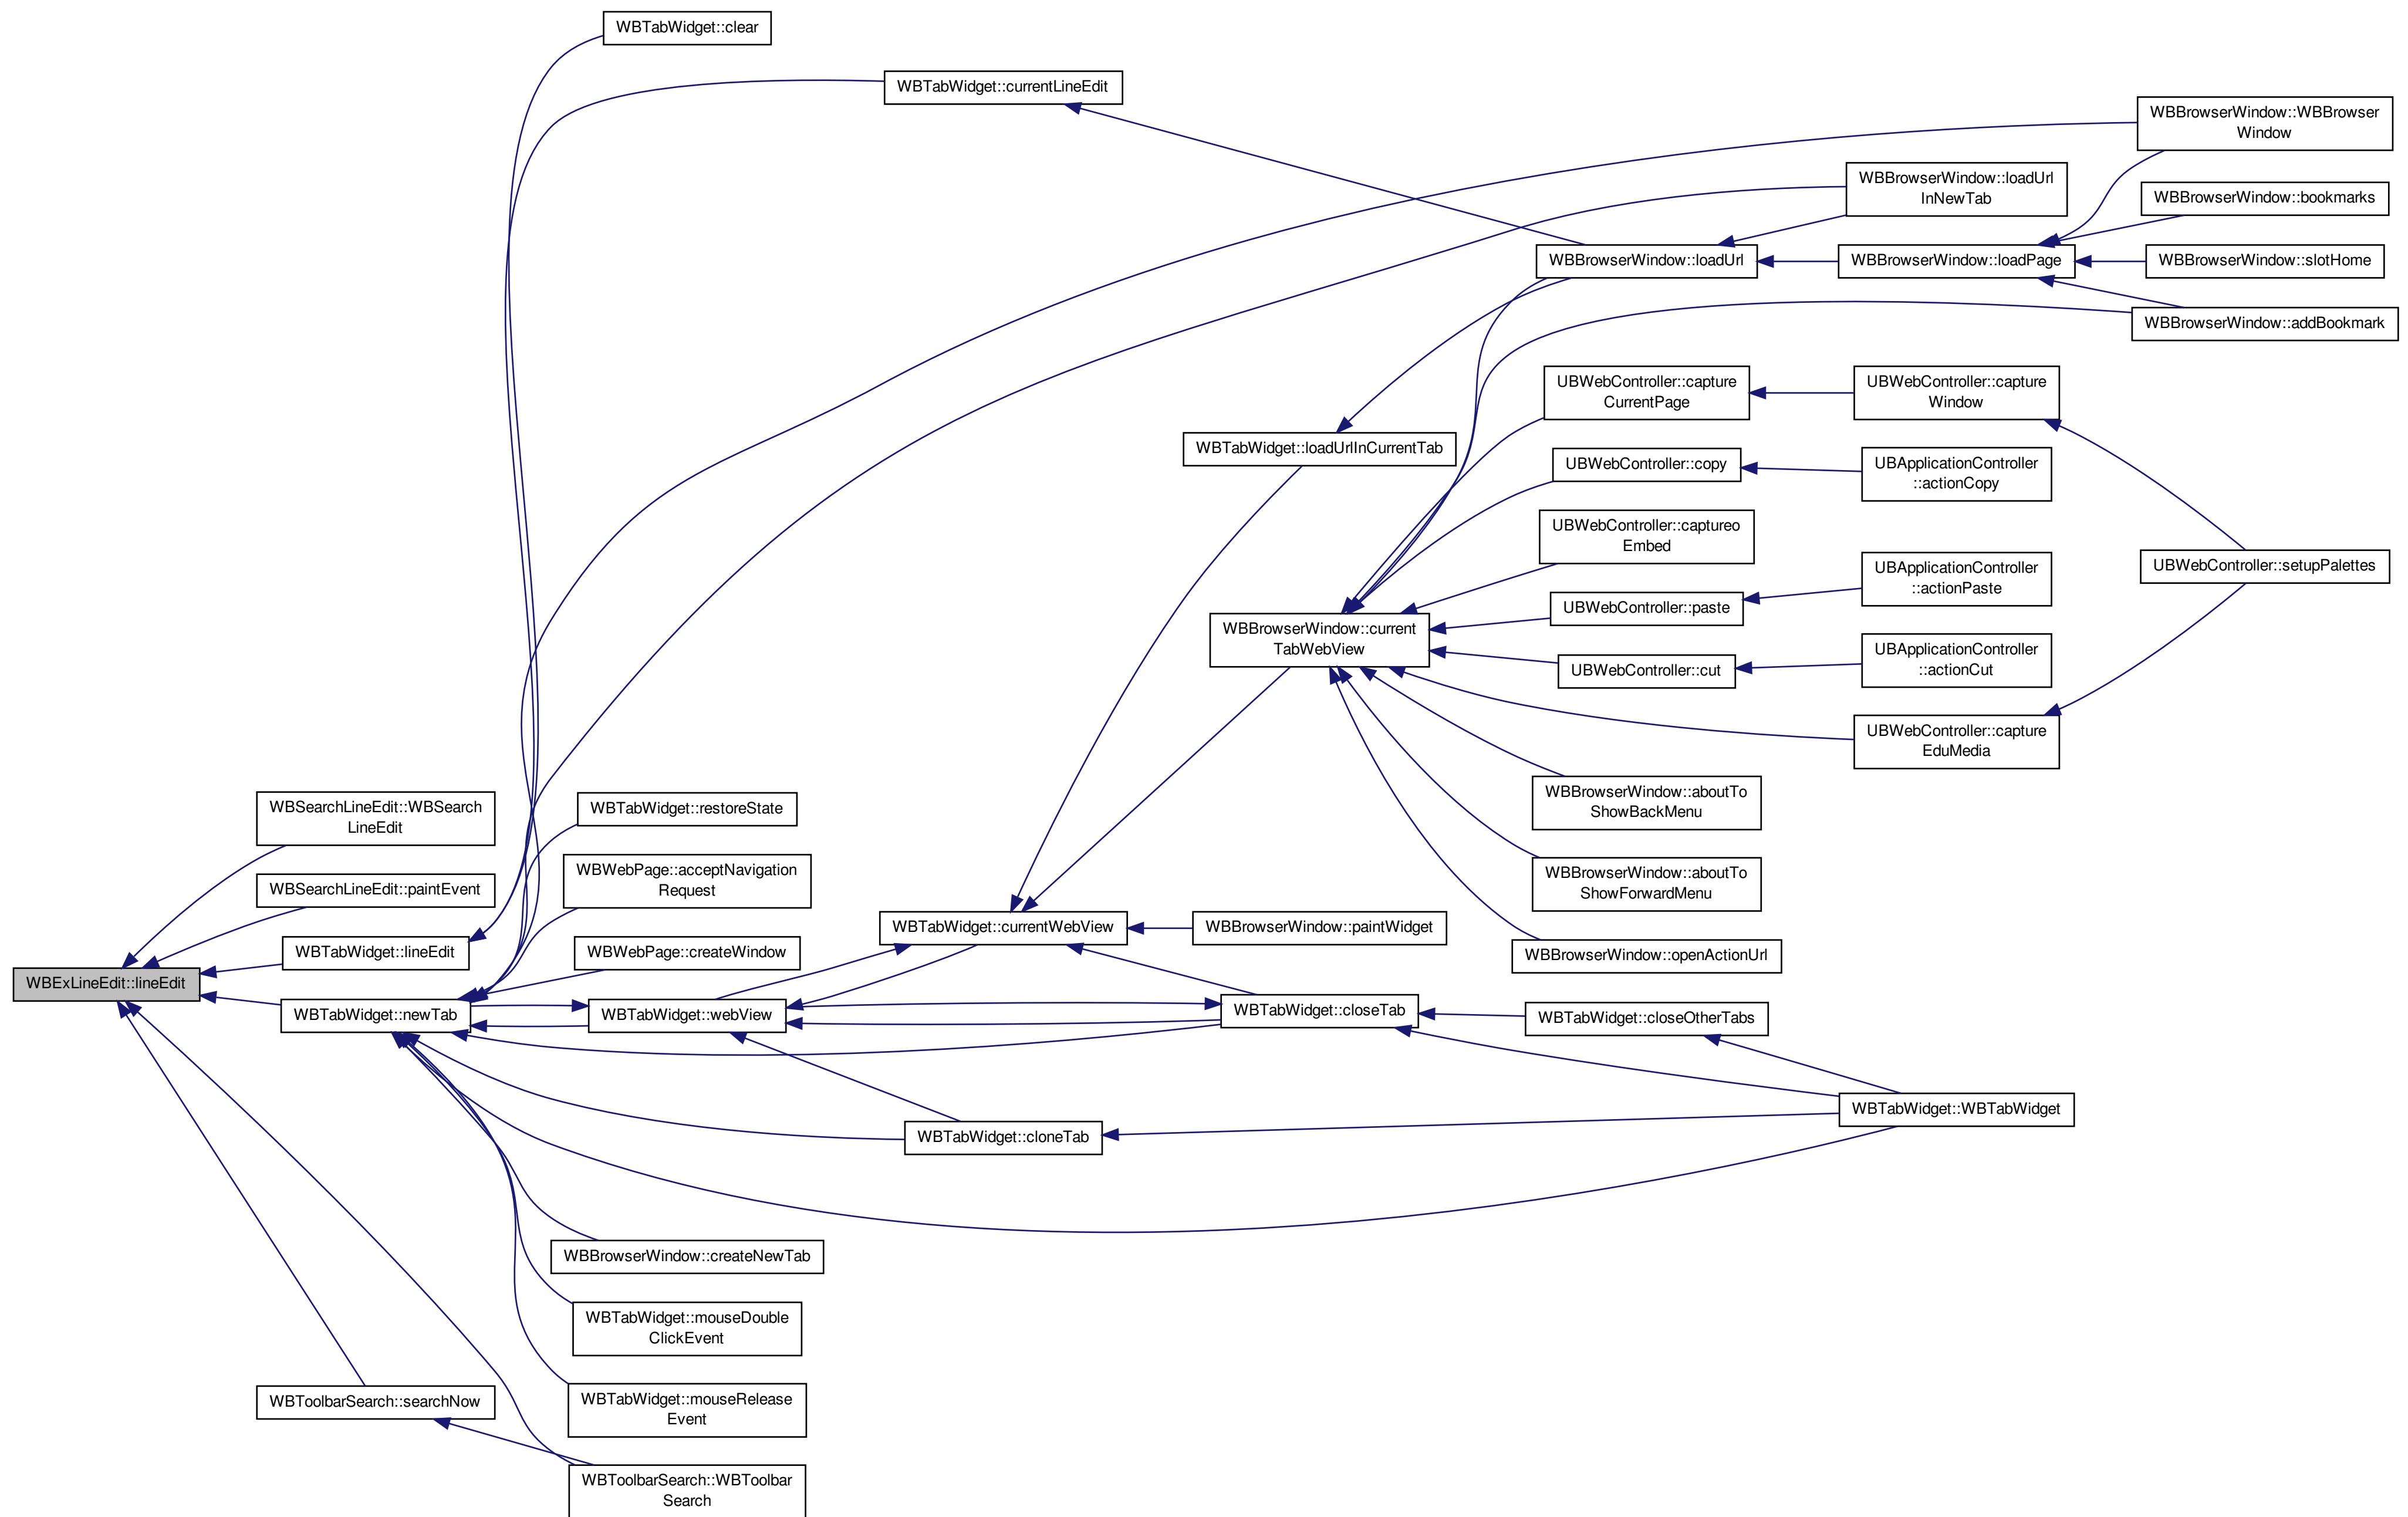 WBTabWidget::clear
WBTabWidget::currentLineEdit
WBBrowserWindow::WBBrowser
Window
WBBrowserWindow::loadUrl
InNewTab
WBBrowserWindow::bookmarks
WBBrowserWindow::loadUrl
WBBrowserWindow::loadPage
WBBrowserWindow::slotHome
WBBrowserWindow::addBookmark
UBWebController::capture
CurrentPage
UBWebController::capture
Window
WBTabWidget::loadUrlInCurrentTab
UBWebController::copy
UBApplicationController
::actionCopy
UBWebController::captureo
Embed
UBWebController::setupPalettes
UBWebController::paste
UBApplicationController
::actionPaste
WBBrowserWindow::current
TabWebView
UBWebController::cut
UBApplicationController
::actionCut
UBWebController::capture
EduMedia
WBBrowserWindow::aboutTo
ShowBackMenu
WBSearchLineEdit::WBSearch
LineEdit
WBTabWidget::restoreState
WBWebPage::acceptNavigation
Request
WBBrowserWindow::aboutTo
ShowForwardMenu
WBSearchLineEdit::paintEvent
WBTabWidget::currentWebView
WBBrowserWindow::paintWidget
WBTabWidget::lineEdit
WBWebPage::createWindow
WBBrowserWindow::openActionUrl
WBExLineEdit::lineEdit
WBTabWidget::newTab
WBTabWidget::webView
WBTabWidget::closeTab
WBTabWidget::closeOtherTabs
WBTabWidget::WBTabWidget
WBTabWidget::cloneTab
WBBrowserWindow::createNewTab
WBTabWidget::mouseDouble
ClickEvent
WBTabWidget::mouseRelease
Event
WBToolbarSearch::searchNow
WBToolbarSearch::WBToolbar
Search